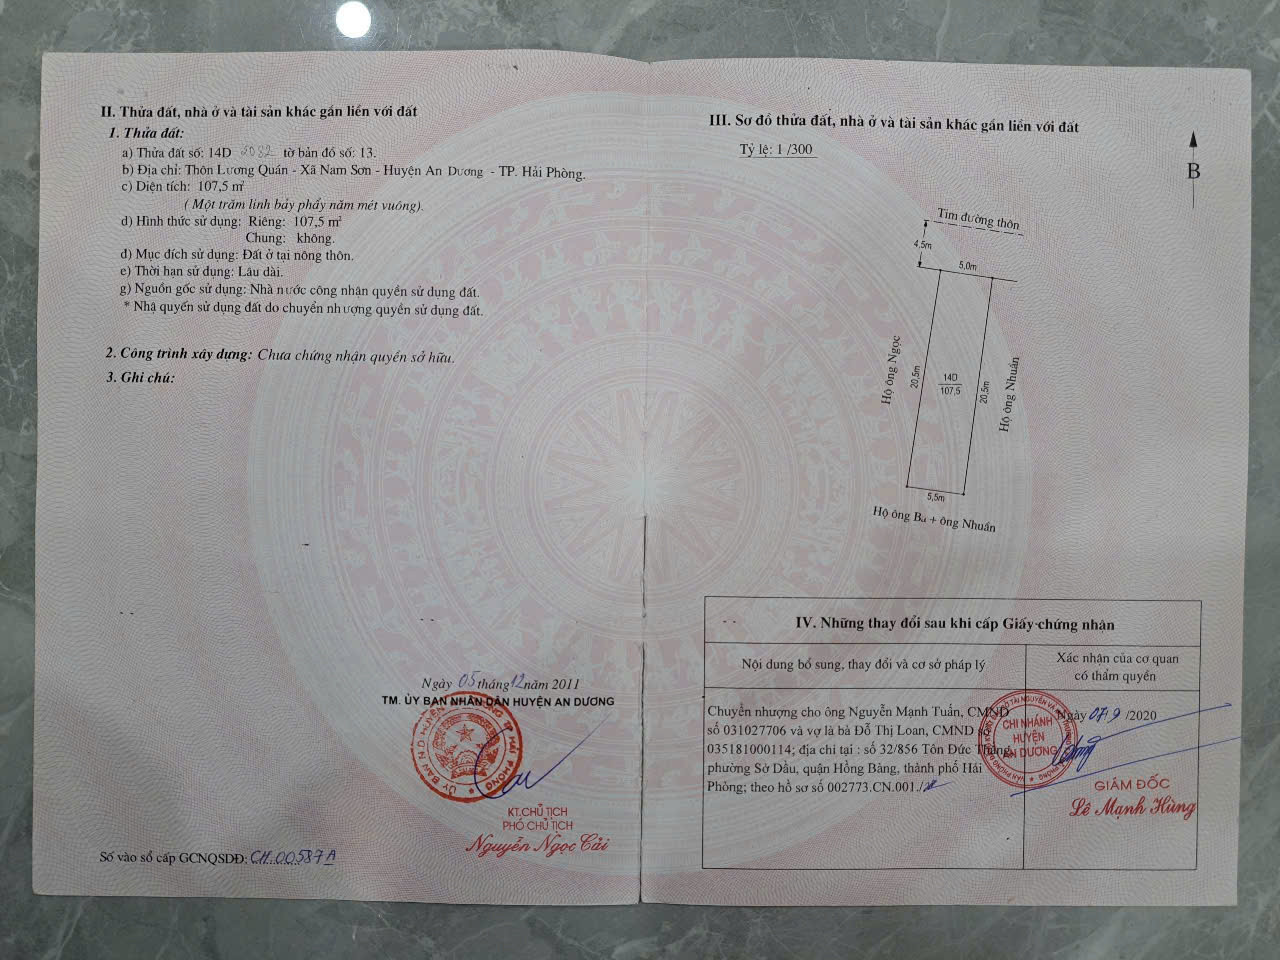 II. Thửa đất, nhà ở và tài sản khác gắn liền với đất
1. Thửa đất:
a) Thửa đất số: 14D 2032 tờ bản đồ số: 13.
b) Địa chỉ: Thôn Lương Quán - Xã Nam Sơn - Huyện An Dương - TP. Hải Phòng.
c) Diện tích: 107,5 m²
( Một trăm linh bảy phẩy năm mét vuông).
d) Hình thức sử dụng: Riêng: 107,5 m²
Chung: không.
đ) Mục đích sử dụng: Đất ở tại nông thôn.
e) Thời hạn sử dụng: Lâu dài.
g) Nguồn gốc sử dụng: Nhà nước công nhận quyền sử dụng đất.
* Nhậ quyến sử dụng đất do chuyển nhượng quyền sử dụng đất.
2. Công trình xây dựng: Chưa chứng nhận quyền sở hữu.
3. Ghi chú:
Ngày 05 tháng 12 năm 2011
TM. ỦY BAN NHÂN DÂN HUYỆN AN DƯƠNG
KT.CHỦ TỊCH
PHÓ CHỦ TỊCH
Nguyễn Ngọc Cải
Số vào sổ cấp GCNQSDĐ: CH.00587A
III. Sơ đồ thửa đất, nhà ở và tài sản khác gắn liền với đất
Tỷ lệ: 1 /300
B
Tim đường thôn
4,5m
5,0m
Hộ ông Ngọc
20,5m
14D
107,5
20,5m
Hộ ông Nhuần
5,5m
Hộ ông Ba + ông Nhuần
IV. Những thay đổi sau khi cấp Giấy chứng nhận
Nội dung bổ sung, thay đổi và cơ sở pháp lý
Xác nhận của cơ quan
có thẩm quyền
Chuyển nhượng cho ông Nguyễn Mạnh Tuấn, CMND
số 031027706 và vợ là bà Đỗ Thị Loan, CMND số
035181000114; địa chỉ tại : số 32/856 Tôn Đức Thắng,
phường Sở Dầu, quận Hồng Bàng, thành phố Hải
Phòng; theo hồ sơ số 002773.CN.001./
Ngày 07/9 /2020
CHI NHÁNH
HUYỆN
AN DƯƠNG
GIÁM ĐỐC
Lê Mạnh Hùng